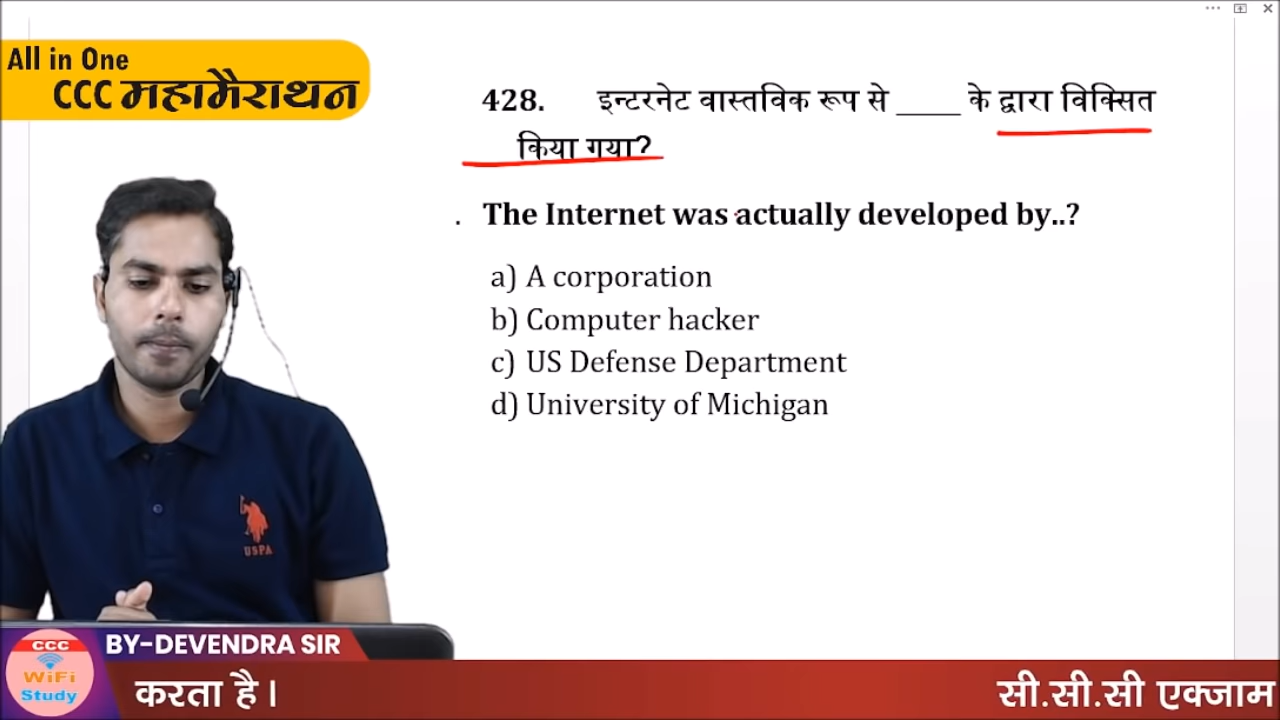 All in One
CCC महामैराथन
428. इन्टरनेट वास्तविक रूप से _____ के द्वारा विक्सित
किया गया?
. The Internet was actually developed by..?
a) A corporation
b) Computer hacker
c) US Defense Department
d) University of Michigan
USPA
BY-DEVENDRA SIR
CCC
WiFi
Study
करता है।
सी.सी.सी एक्जाम